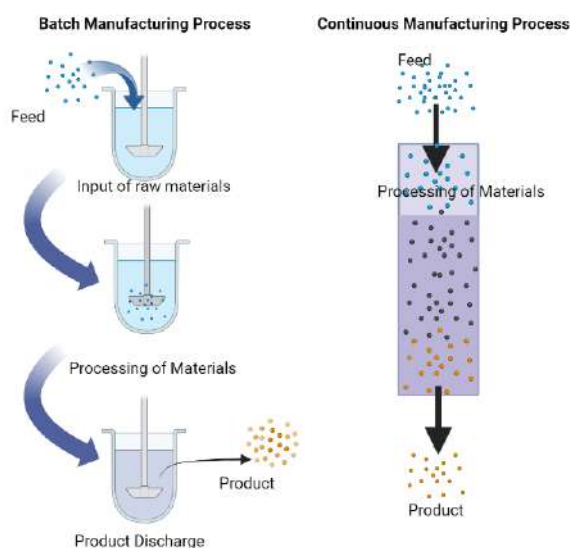 Batch Manufacturing Process
Feed
Input of raw materials
Processing of Materials
Product
Product Discharge
Continuous Manufacturing Process
Feed
Processing of Materials
Product